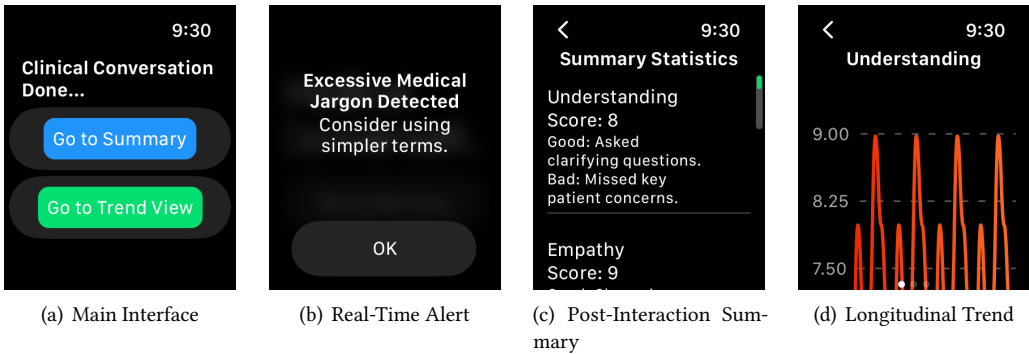 9:30
Clinical Conversation
Done...
Go to Summary
Go to Trend View
(a) Main Interface
Excessive Medical
Jargon Detected
Consider using
simpler terms.
OK
(b) Real-Time Alert
9:30
Summary Statistics
Understanding
Score: 8
Good: Asked
clarifying questions.
Bad: Missed key
patient concerns.
Empathy
Score: 9
(c) Post-Interaction Sum-
mary
9:30
Understanding
9.00
8.25
7.50
(d) Longitudinal Trend